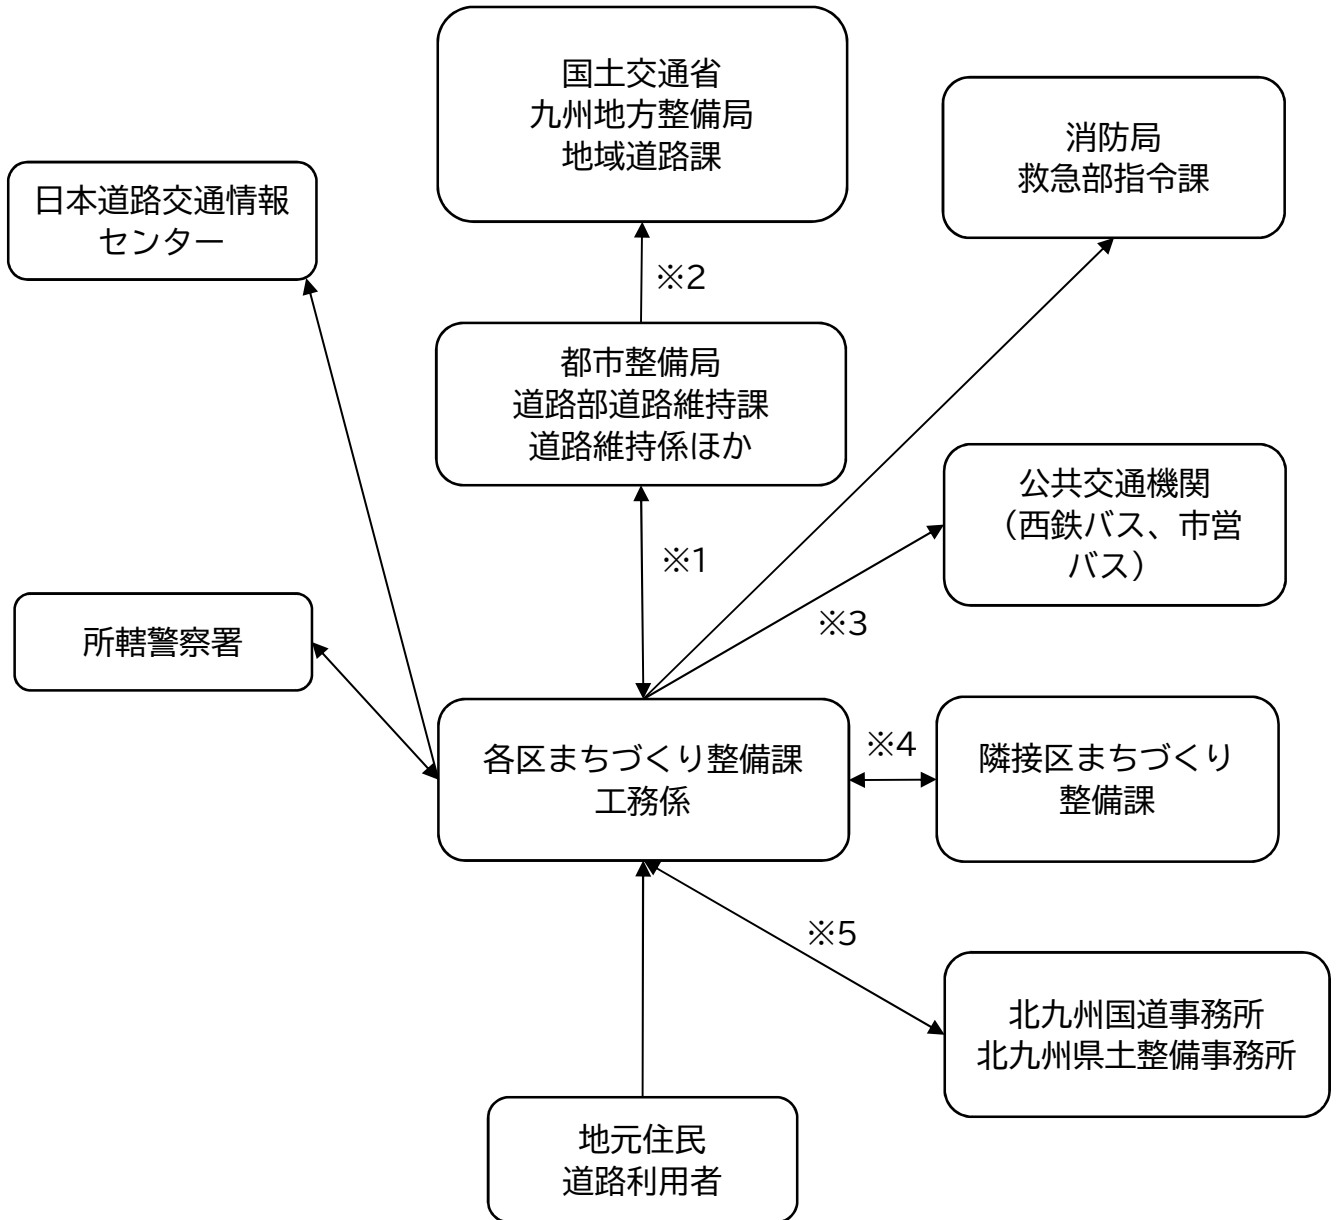 国土交通省
九州地方整備局
地域道路課
消防局
救急部指令課
日本道路交通情報
センター
※2
都市整備局
道路部道路維持課
道路維持係ほか
公共交通機関
（西鉄バス、市営
バス）
※1
※3
所轄警察署
各区まちづくり整備課
工務係
※4
隣接区まちづくり
整備課
※5
北九州国道事務所
北九州県土整備事務所
地元住民
道路利用者